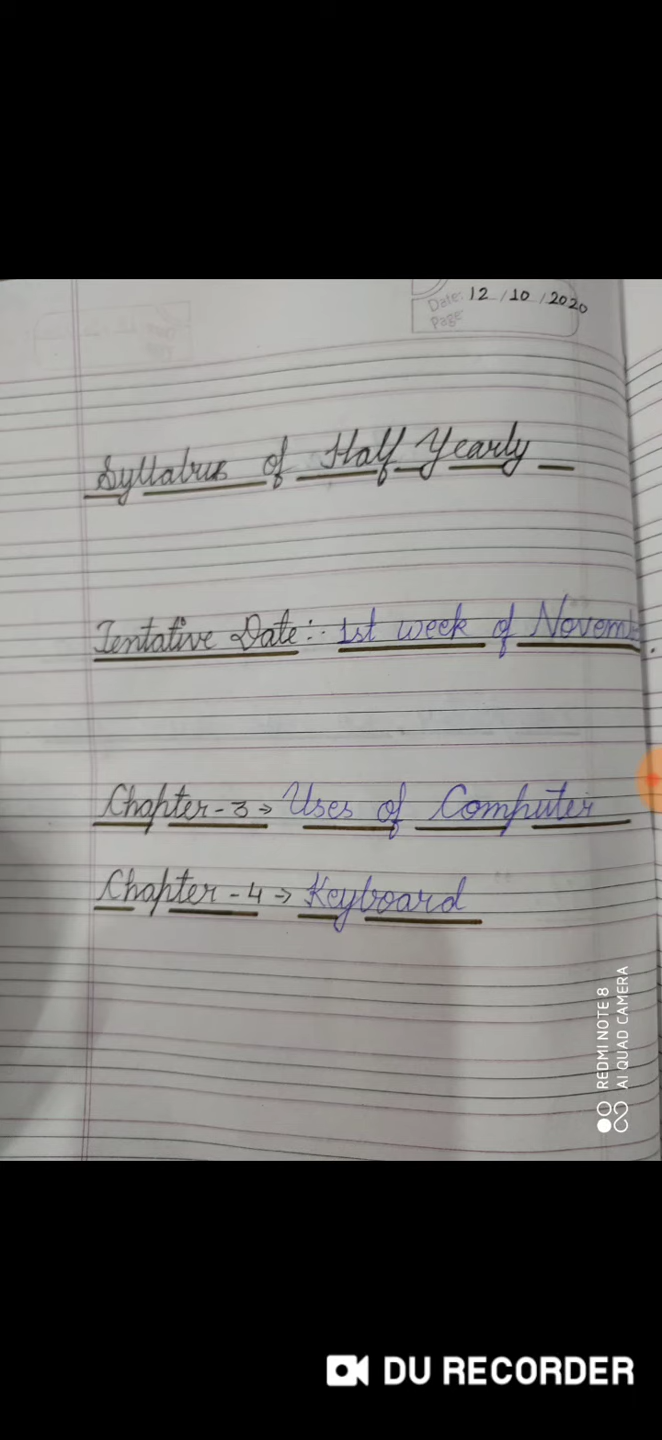 Date: 12/10/2020
Page:
Syllabus of Half Yearly
Tentative Date:- 1st week of Novem
Chapter-3→ Uses of Computer
Chapter-4→ Keyboard
REDMI NOTE 8
AI QUAD CAMERA
DU RECORDER